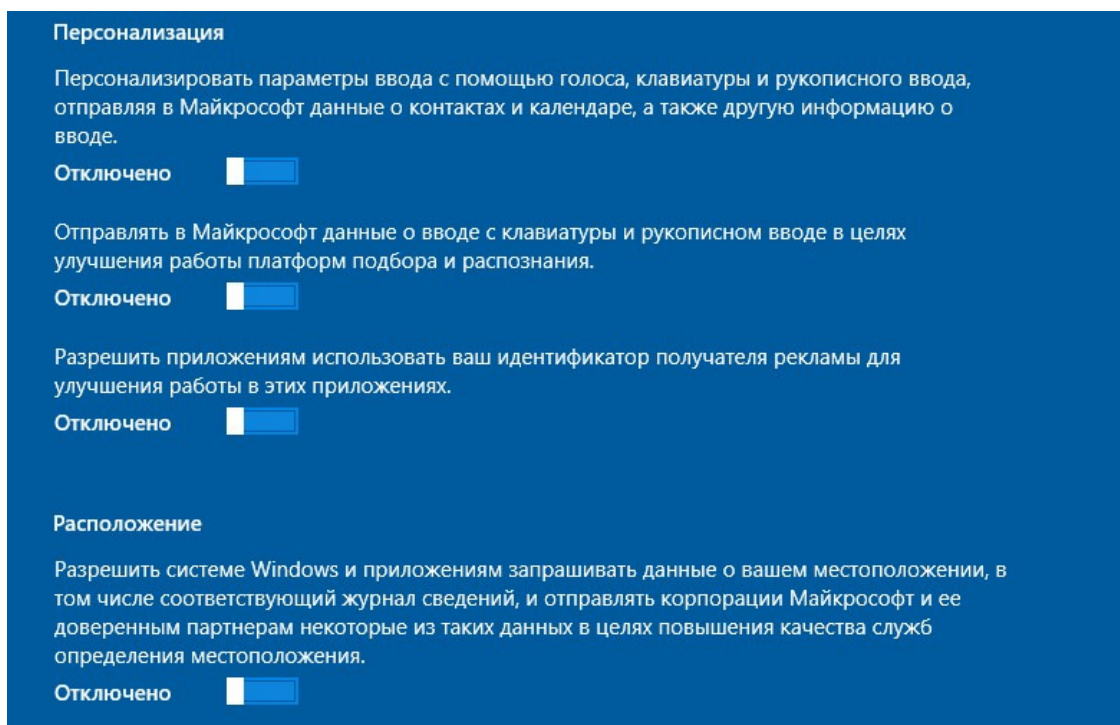 Персонализация
Персонализировать параметры ввода с помощью голоса, клавиатуры и рукописного ввода,
отправляя в Майкрософт данные о контактах и календаре, а также другую информацию о
вводе.
Отключено
Отправлять в Майкрософт данные о вводе с клавиатуры и рукописном вводе в целях
улучшения работы платформ подбора и распознания.
Отключено
Разрешить приложениям использовать ваш идентификатор получателя рекламы для
улучшения работы в этих приложениях.
Отключено
Расположение
Разрешить системе Windows и приложениям запрашивать данные о вашем местоположении, в
том числе соответствующий журнал сведений, и отправлять корпорации Майкрософт и ее
доверенным партнерам некоторые из таких данных в целях повышения качества служб
определения местоположения.
Отключено